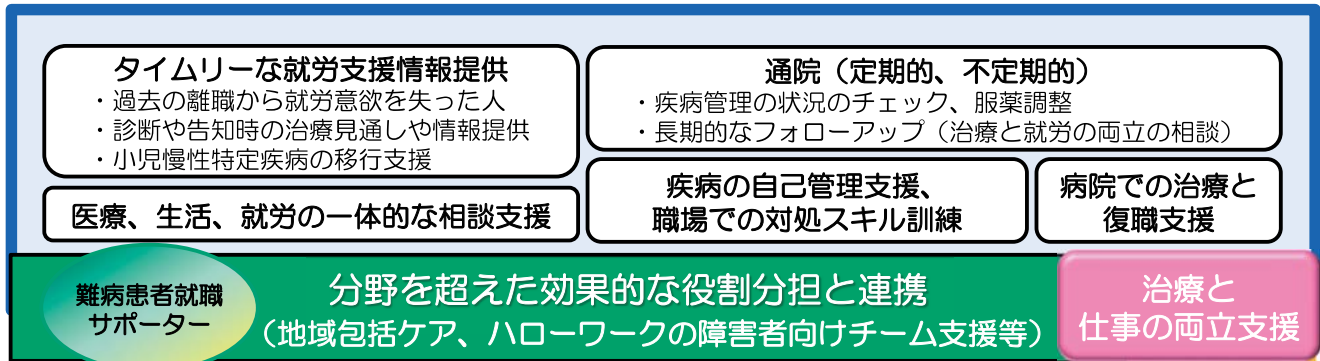 タイムリーな就労支援情報提供
・過去の離職から就労意欲を失った人
・診断や告知時の治療見通しや情報提供
・小児慢性特定疾病の移行支援
医療、生活、就労の一体的な相談支援
通院（定期的、不定期的）
・疾病管理の状況のチェック、服薬調整
・長期的なフォローアップ（治療と就労の両立の相談）
疾病の自己管理支援、
職場での対処スキル訓練
病院での治療と
復職支援
難病患者就職
サポーター
分野を超えた効果的な役割分担と連携
（地域包括ケア、ハローワークの障害者向けチーム支援等）
治療と
仕事の両立支援